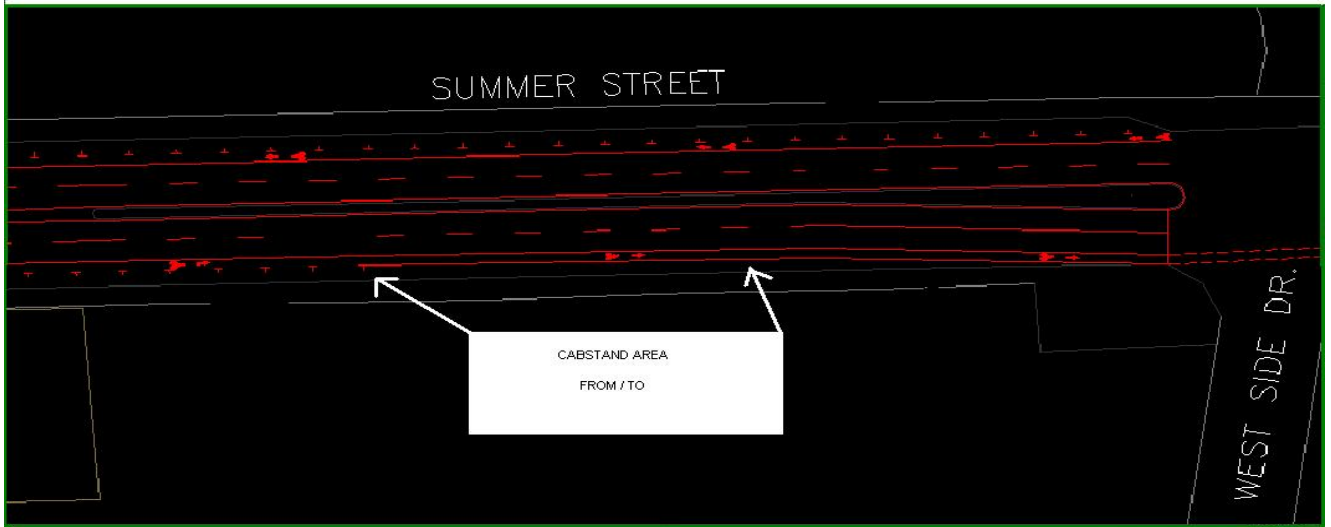 SUMMER STREET
CABSTAND AREA
FROM / TO
WEST SIDE DR.